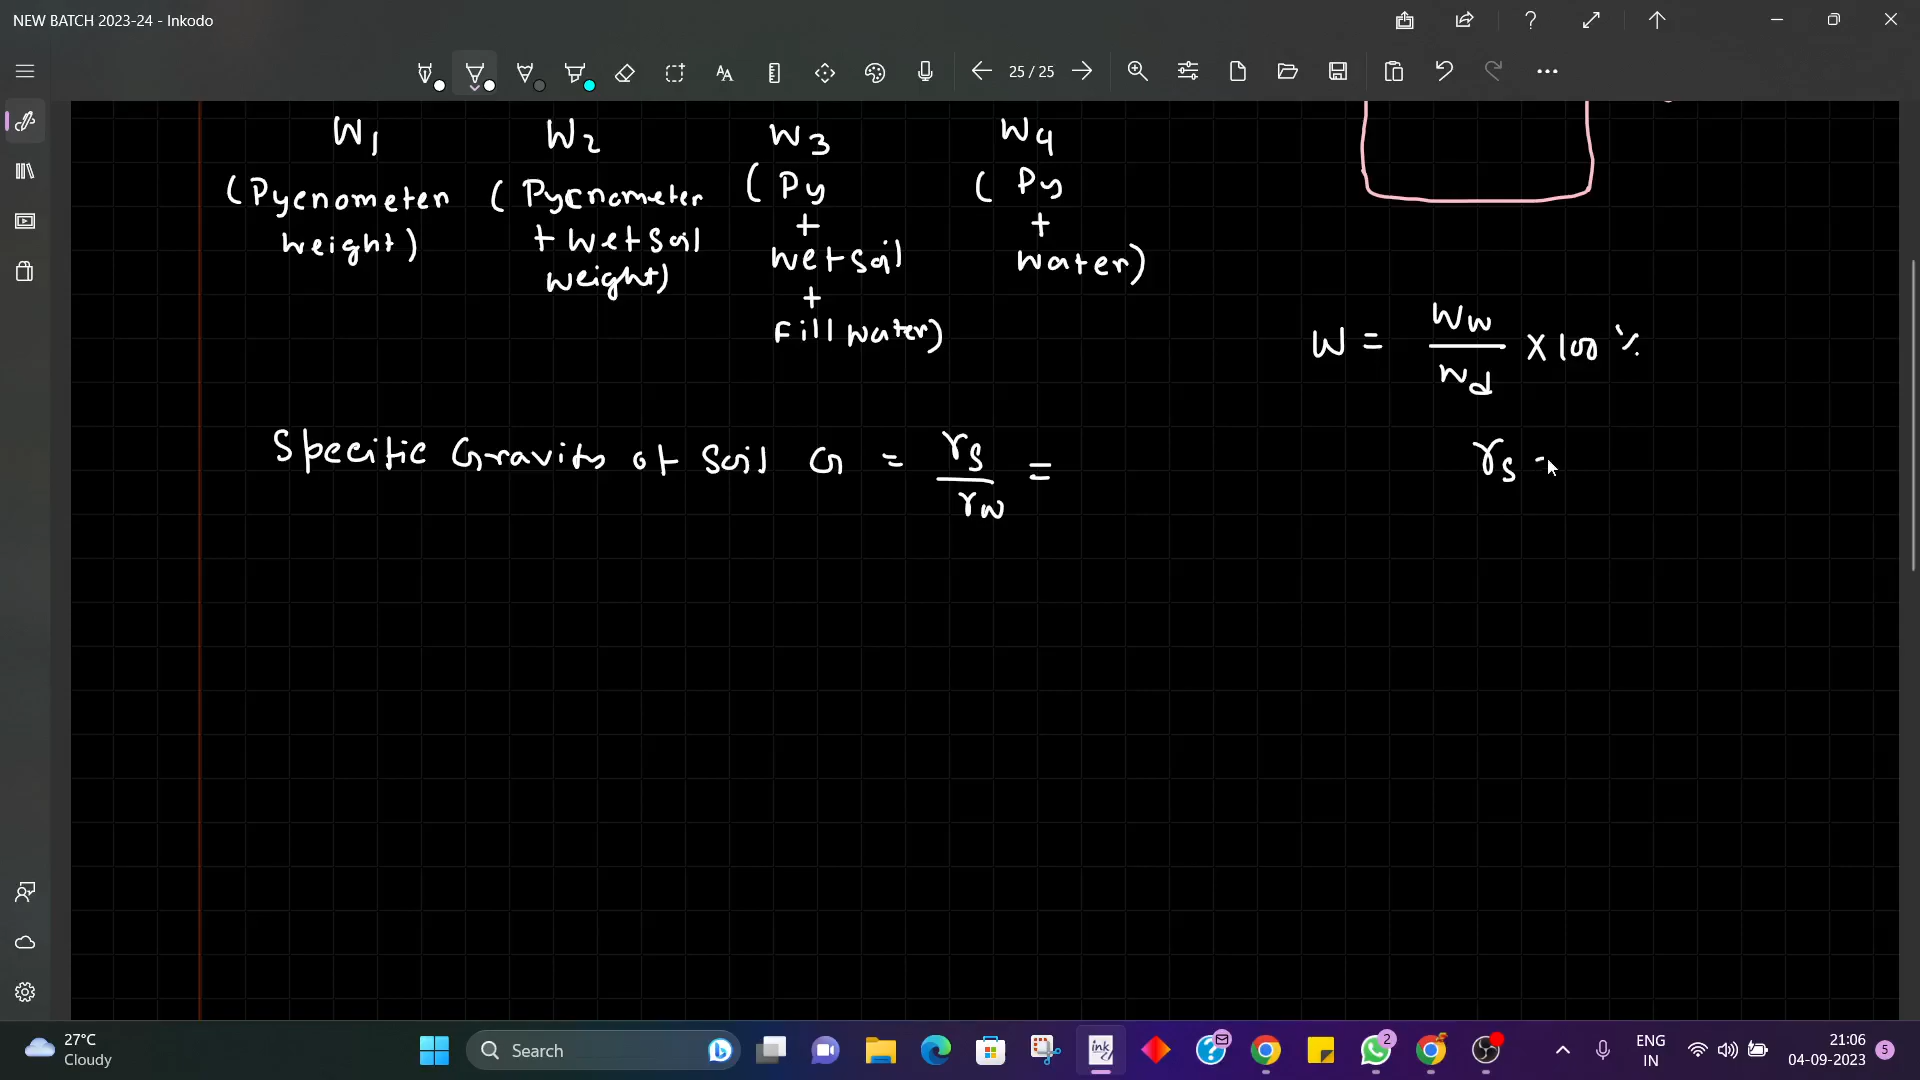 NEW BATCH 2023-24 - Inkodo
25 / 25
W1 W2 W3 W4
(Pycnometer (Pycnometer (Py (Py
weight) + wet soil + +
weight) wet soil water)
+
Fill water)
W = Ww/Wd X 100 %
Specific Gravity of Soil G = γs/γw =
γs -
27°C
Cloudy
Search
2
ENG
IN
21:06
04-09-2023
5